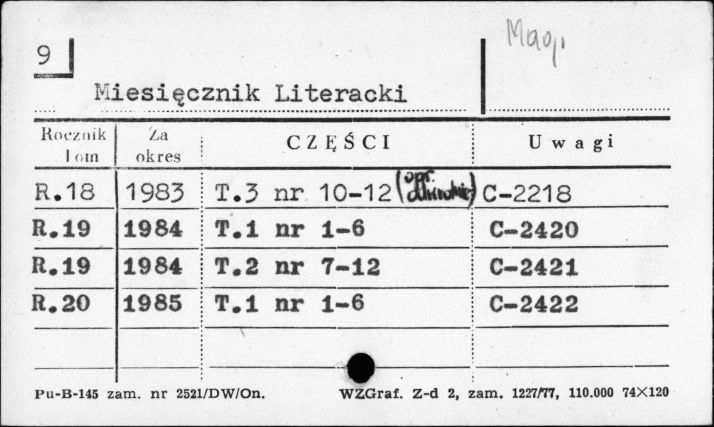 Mag.
9
Miesięcznik Literacki
Rocznik Tom | Za okres | CZĘŚCI | Uwagi
R.18 1983 T.3 nr 10-12 (opr. C-2218
R.19 1984 T.1 nr 1-6 C-2420
R.19 1984 T.2 nr 7-12 C-2421
R.20 1985 T.1 nr 1-6 C-2422
Pu-B-145 zam. nr 2521/DW/On. WZGraf. Z-d 2, zam. 1227/77, 110.000 74×120